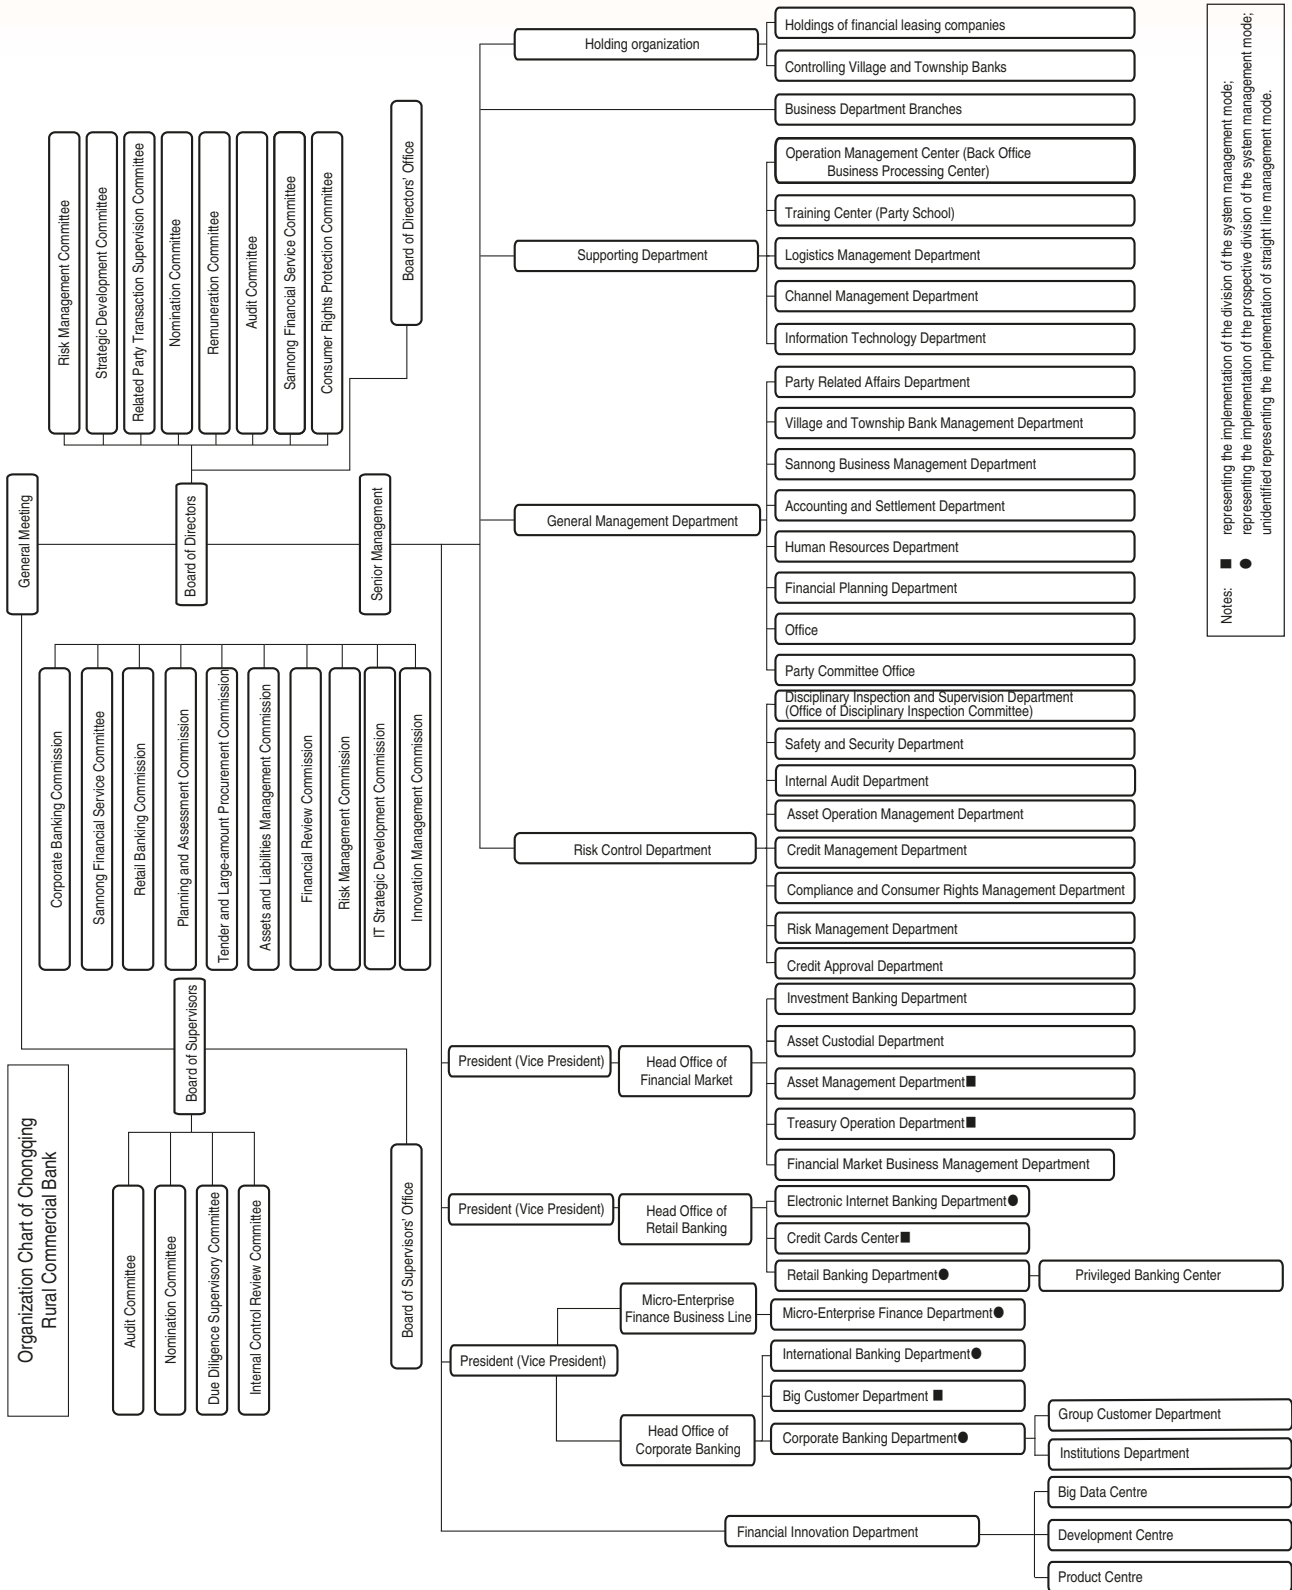 Organization Chart of Chongqing
Rural Commercial Bank
General Meeting
Board of Directors
Risk Management Committee
Strategic Development Committee
Related Party Transaction Supervision Committee
Nomination Committee
Remuneration Committee
Audit Committee
Sannong Financial Service Committee
Consumer Rights Protection Committee
Board of Directors' Office
Senior Management
Corporate Banking Commission
Sannong Financial Service Committee
Retail Banking Commission
Planning and Assessment Commission
Tender and Large-amount Procurement Commission
Assets and Liabilities Management Commission
Financial Review Commission
Risk Management Commission
IT Strategic Development Commission
Innovation Management Commission
Board of Supervisors
Audit Committee
Nomination Committee
Due Diligence Supervisory Committee
Internal Control Review Committee
Board of Supervisors' Office
Holding organization
Holdings of financial leasing companies
Controlling Village and Township Banks
Business Department Branches
Supporting Department
Operation Management Center (Back Office
Business Processing Center)
Training Center (Party School)
Logistics Management Department
Channel Management Department
Information Technology Department
General Management Department
Party Related Affairs Department
Village and Township Bank Management Department
Sannong Business Management Department
Accounting and Settlement Department
Human Resources Department
Financial Planning Department
Office
Party Committee Office
Risk Control Department
Disciplinary Inspection and Supervision Department
(Office of Disciplinary Inspection Committee)
Safety and Security Department
Internal Audit Department
Asset Operation Management Department
Credit Management Department
Compliance and Consumer Rights Management Department
Risk Management Department
Credit Approval Department
President (Vice President)
Head Office of
Financial Market
Investment Banking Department
Asset Custodial Department
Asset Management Department■
Treasury Operation Department■
Financial Market Business Management Department
President (Vice President)
Head Office of
Retail Banking
Electronic Internet Banking Department●
Credit Cards Center■
Retail Banking Department●
Privileged Banking Center
President (Vice President)
Micro-Enterprise
Finance Business Line
Micro-Enterprise Finance Department●
Head Office of
Corporate Banking
International Banking Department●
Big Customer Department ■
Corporate Banking Department●
Group Customer Department
Institutions Department
Financial Innovation Department
Big Data Centre
Development Centre
Product Centre
Notes: ■ representing the implementation of the division of the system management mode;
● representing the implementation of the prospective division of the system management mode;
unidentified representing the implementation of straight line management mode.